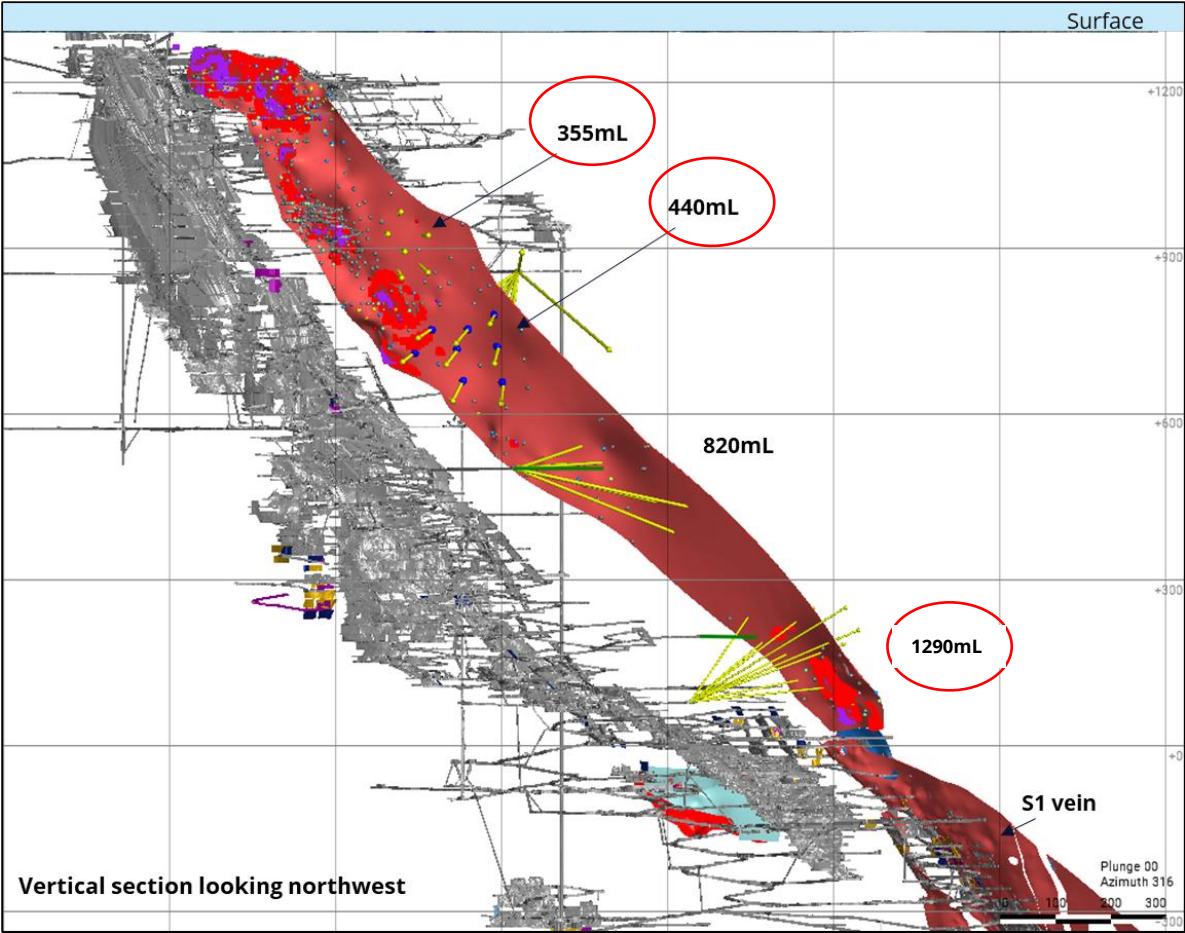 Surface
+1200
355mL
440mL
+900
+600
820mL
+300
1290mL
+0
S1 vein
Plunge 00
Azimuth 316
Vertical section looking northwest
0 100 200 300
-300